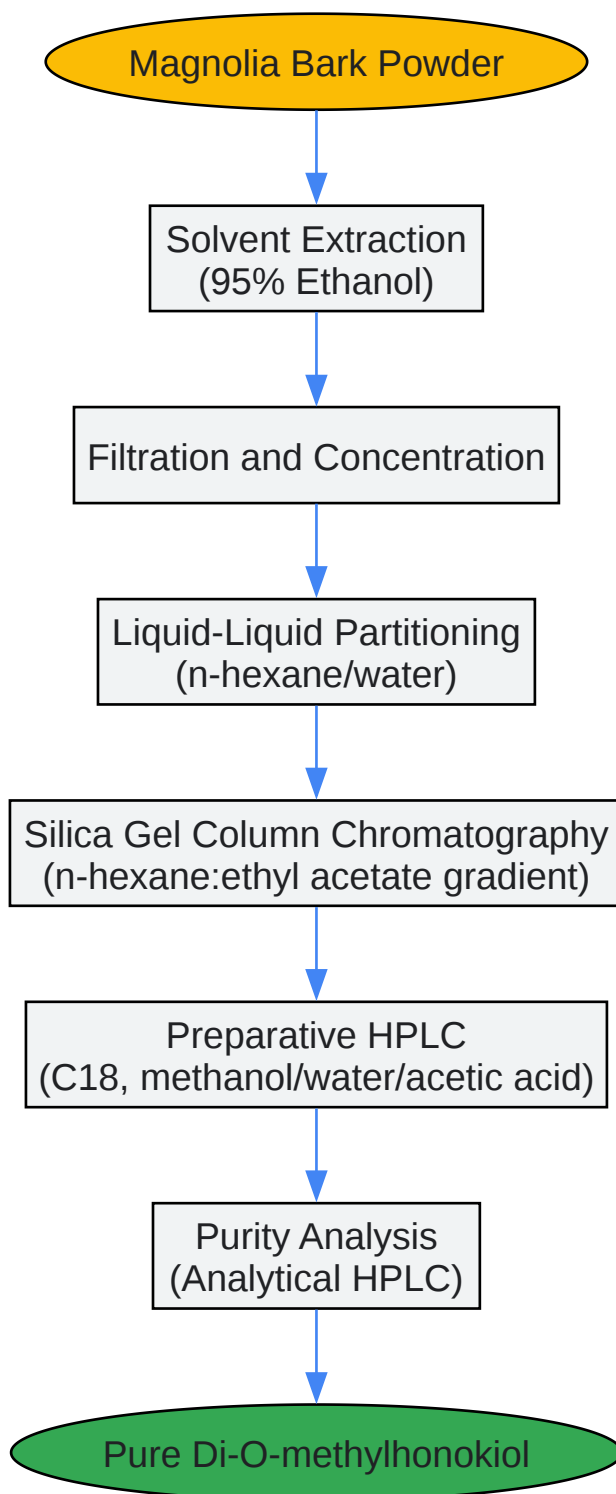 Magnolia Bark Powder
Solvent Extraction
(95% Ethanol)
Filtration and Concentration
Liquid-Liquid Partitioning
(n-hexane/water)
Silica Gel Column Chromatography
(n-hexane:ethyl acetate gradient)
Preparative HPLC
(C18, methanol/water/acetic acid)
Purity Analysis
(Analytical HPLC)
Pure Di-O-methylhonokiol